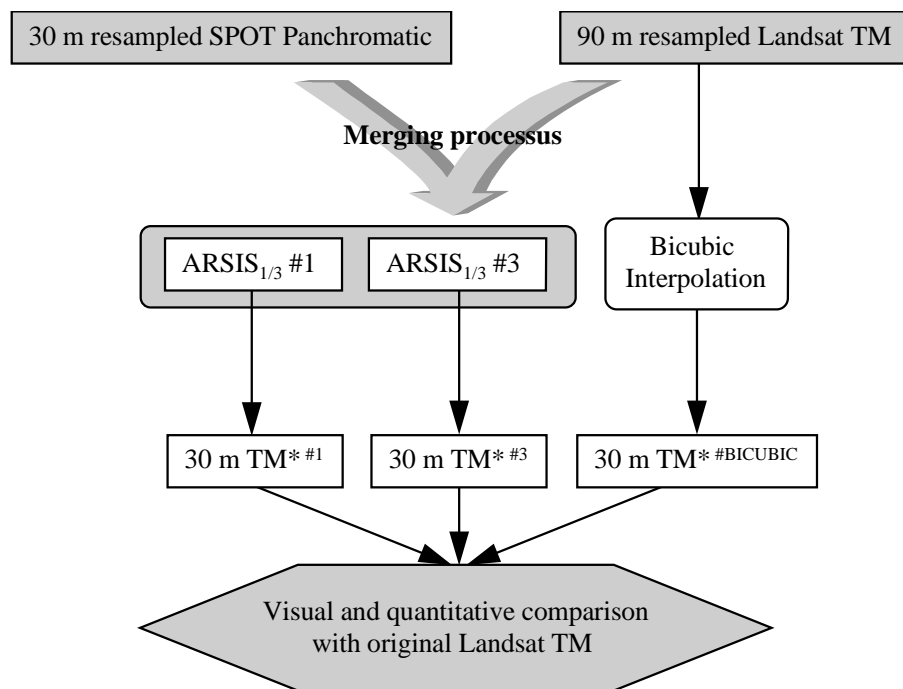 30 m resampled SPOT Panchromatic
90 m resampled Landsat TM
Merging processus
ARSIS1/3 #1
ARSIS1/3 #3
Bicubic
Interpolation
30 m TM* #1
30 m TM* #3
30 m TM* #BICUBIC
Visual and quantitative comparison
with original Landsat TM